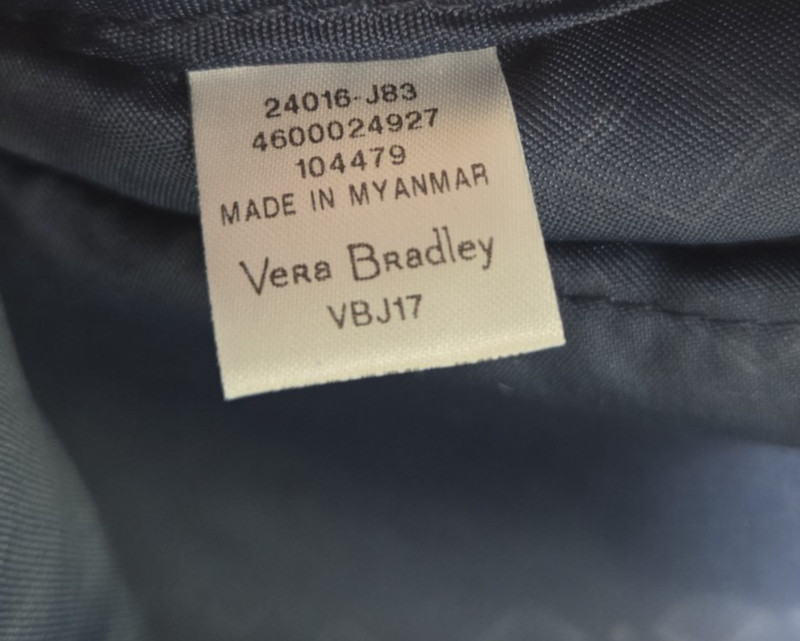 24016-J83
4600024927
104479
MADE IN MYANMAR
Vera Bradley
VBJ17